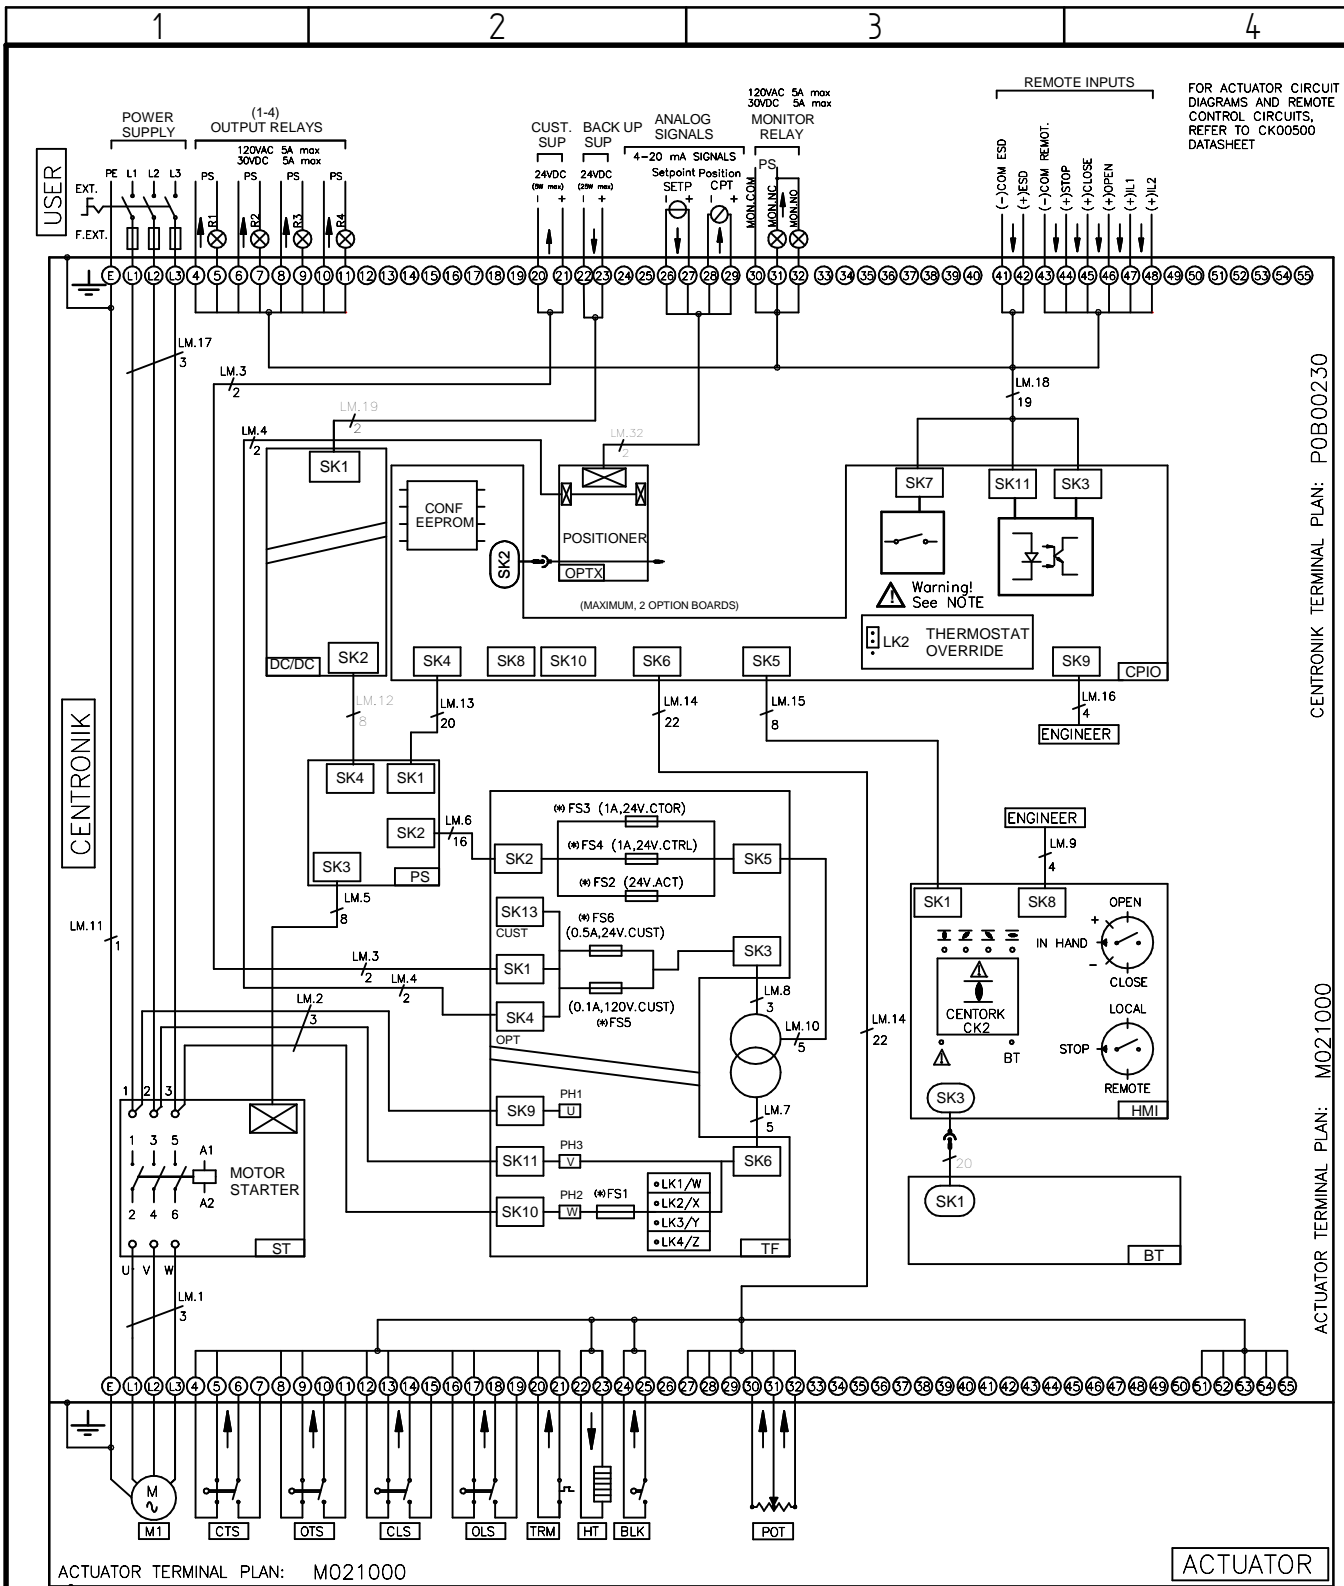 1 2 3 4
POWER
SUPPLY
(1-4)
OUTPUT RELAYS
120VAC 5A max
30VDC 5A max
CUST.
SUP
24VDC
(5W max)
- +
BACK UP
SUP
24VDC
(25W max)
- +
ANALOG
SIGNALS
4-20 mA SIGNALS
Setpoint Position
SETP CPT
- + - +
120VAC 5A max
30VDC 5A max
MONITOR
RELAY
PS
MON.COM
MON.NC
MON.NO
REMOTE INPUTS
(-)COM ESD
(+)ESD
(-)COM REMOT.
(+)STOP
(+)CLOSE
(+)OPEN
(+)IL1
(+)IL2
FOR ACTUATOR CIRCUIT
DIAGRAMS AND REMOTE
CONTROL CIRCUITS,
REFER TO CK00500
DATASHEET
USER
EXT.
F.EXT.
PE L1 L2 L3
PS PS PS PS
R1 R2 R3 R4
E L1 L2 L3 4 5 6 7 8 9 10 11 12 13 14 15 16 17 18 19 20 21 22 23 24 25 26 27 28 29 30 31 32 33 34 35 36 37 38 39 40 41 42 43 44 45 46 47 48 49 50 51 52 53 54 55
LM.17
3
LM.3
2
LM.19
2
LM.4
2
LM.32
2
LM.18
19
CENTRONIK TERMINAL PLAN: POB00230
SK1
CONF
EEPROM
SK2
POSITIONER
OPTX
(MAXIMUM, 2 OPTION BOARDS)
SK7
SK11
SK3
Warning!
See NOTE
LK2
THERMOSTAT
OVERRIDE
DC/DC
SK2
SK4
SK8
SK10
SK6
SK5
SK9
CPIO
LM.12
8
LM.13
20
LM.14
22
LM.15
8
LM.16
4
ENGINEER
CENTRONIK
SK4
SK1
SK2
SK3
PS
LM.6
16
LM.5
8
(*)FS3 (1A,24V.CTOR)
(*)FS4 (1A,24V.CTRL)
(*)FS2 (24V.ACT)
SK2
SK5
SK13
CUST
(*)FS6
(0.5A,24V.CUST)
SK1
SK3
(0.1A,120V.CUST)
(*)FS5
SK4
OPT
LM.11
1
LM.3
2
LM.4
2
LM.2
3
LM.8
3
LM.10
5
LM.7
5
LM.14
22
ENGINEER
LM.9
4
SK1
SK8
OPEN
+
IN HAND
-
CLOSE
CENTORK
CK2
BT
LOCAL
STOP
REMOTE
SK3
HMI
20
SK1
BT
SK9
PH1
U
SK11
PH3
V
SK6
SK10
PH2
W
(*)FS1
LK1/W
LK2/X
LK3/Y
LK4/Z
TF
1 2 3
1 3 5
A1
A2
MOTOR
STARTER
2 4 6
ST
U V W
LM.1
3
ACTUATOR TERMINAL PLAN: M021000
E L1 L2 L3 4 5 6 7 8 9 10 11 12 13 14 15 16 17 18 19 20 21 22 23 24 25 26 27 28 29 30 31 32 33 34 35 36 37 38 39 40 41 42 43 44 45 46 47 48 49 50 51 52 53 54 55
M
M1
CTS
OTS
CLS
OLS
TRM
HT
BLK
POT
ACTUATOR TERMINAL PLAN: M021000
ACTUATOR